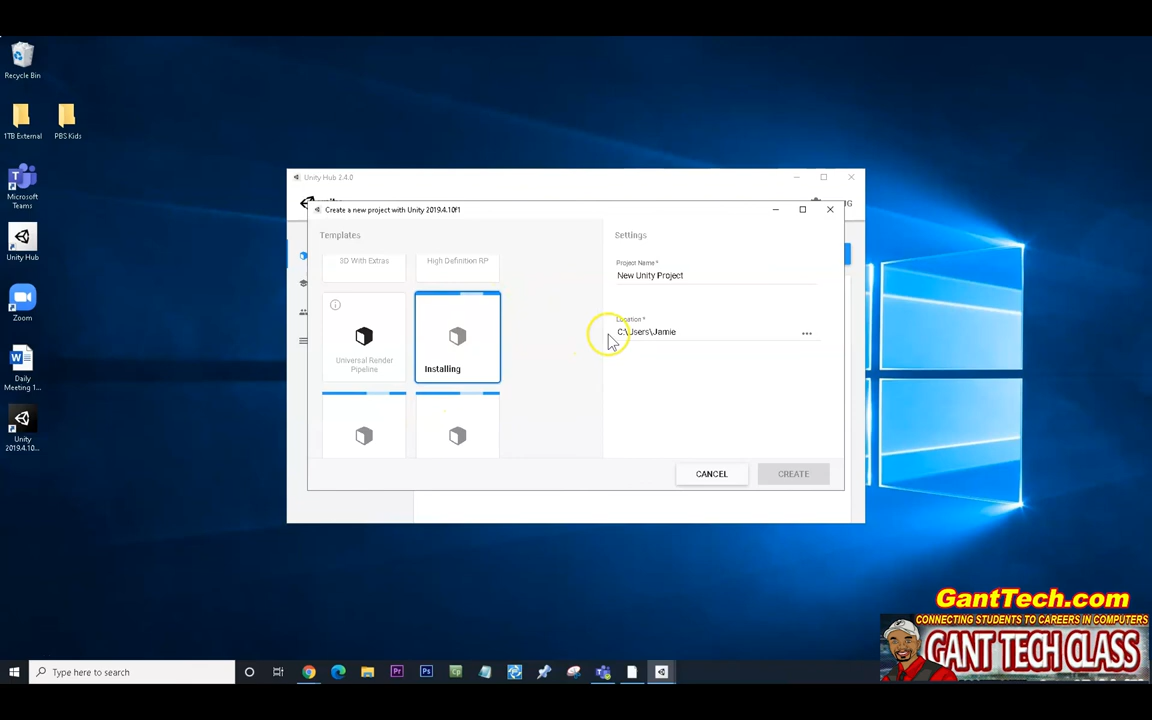 Recycle Bin
1TB External
PBS Kids
Microsoft
Teams
Unity Hub
Zoom
Daily
Meeting 1...
Unity
2019.4.10...
Unity Hub 2.4.0
Create a new project with Unity 2019.4.10f1
Templates
3D With Extras
High Definition RP
Universal Render
Pipeline
Installing
Settings
Project Name *
New Unity Project
Location *
C:\Users\Jamie
CANCEL
CREATE
GantTech.com
CONNECTING STUDENTS TO CAREERS IN COMPUTERS
GANT TECH CLASS
Type here to search